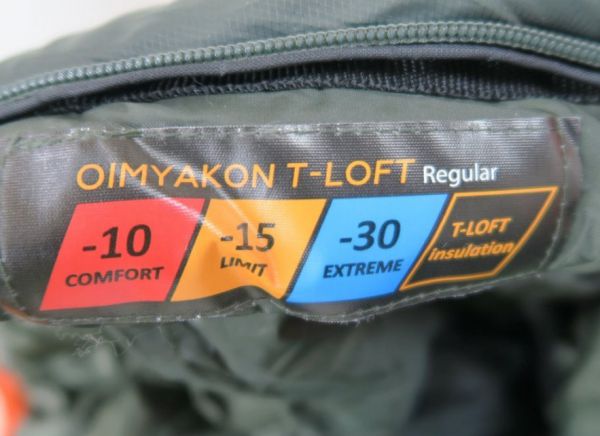 OIMYAKON T-LOFT Regular
-10
COMFORT
-15
LIMIT
-30
EXTREME
T-LOFT
insulation